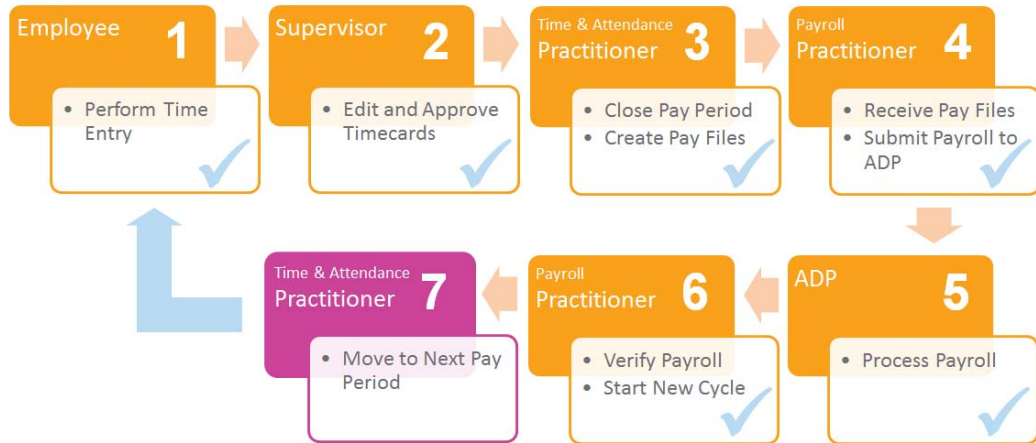 Employee
1
• Perform Time
Entry
Supervisor
2
• Edit and Approve
Timecards
Time & Attendance
Practitioner
3
• Close Pay Period
• Create Pay Files
Payroll
Practitioner
4
• Receive Pay Files
• Submit Payroll to
ADP
ADP
5
• Process Payroll
Payroll
Practitioner
6
• Verify Payroll
• Start New Cycle
Time & Attendance
Practitioner
7
• Move to Next Pay
Period